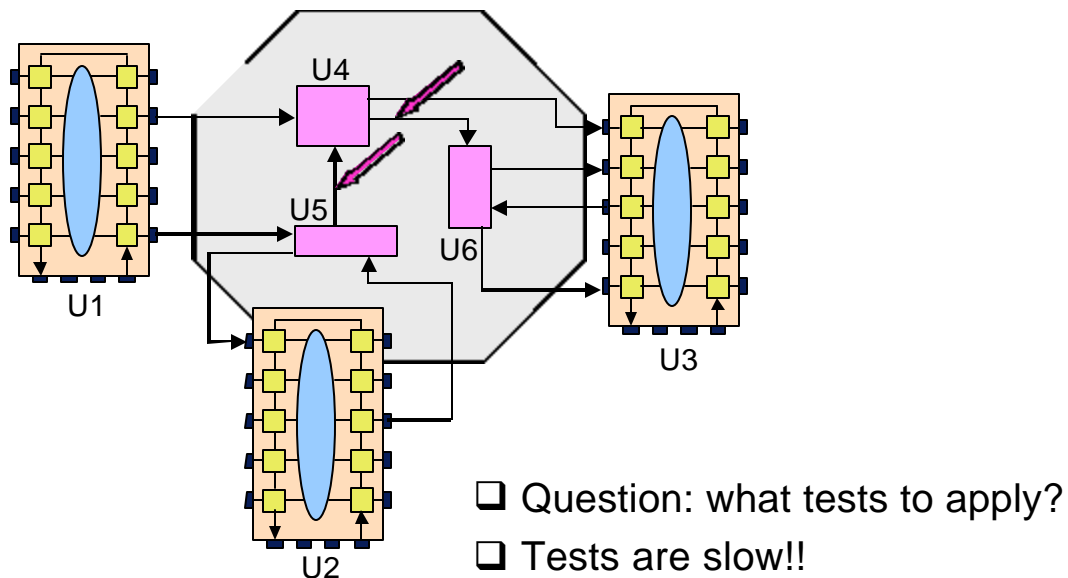 U4
U1
U5
U6
U3
U2
❑ Question: what tests to apply?
❑ Tests are slow!!